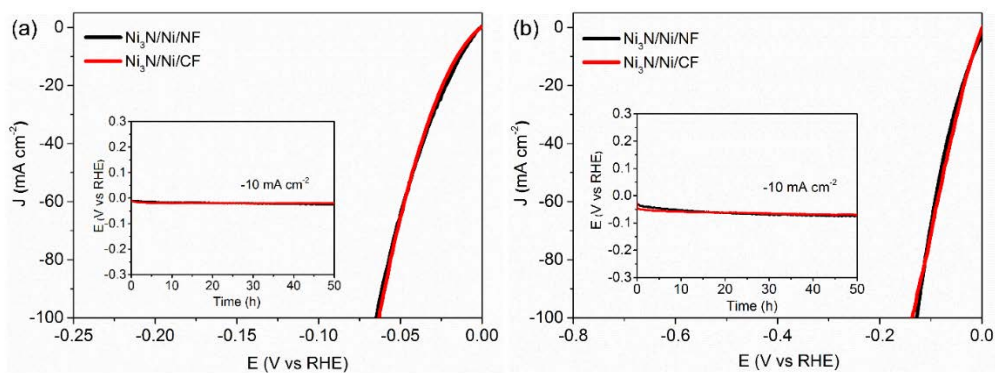 (a)
Ni₃N/Ni/NF
Ni₃N/Ni/CF
J (mA cm⁻²)
0
-20
-40
-60
-80
-100
-0.25 -0.20 -0.15 -0.10 -0.05 0.00
E (V vs RHE)
E (V vs RHE)
0.3
0.2
0.1
0.0
-0.1
-0.2
-0.3
-10 mA cm⁻²
0 10 20 30 40 50
Time (h)
(b)
Ni₃N/Ni/NF
Ni₃N/Ni/CF
J (mA cm⁻²)
0
-20
-40
-60
-80
-100
-0.8 -0.6 -0.4 -0.2 0.0
E (V vs RHE)
E (V vs RHE)
0.3
0.2
0.1
0.0
-0.1
-0.2
-0.3
-10 mA cm⁻²
0 10 20 30 40 50
Time (h)